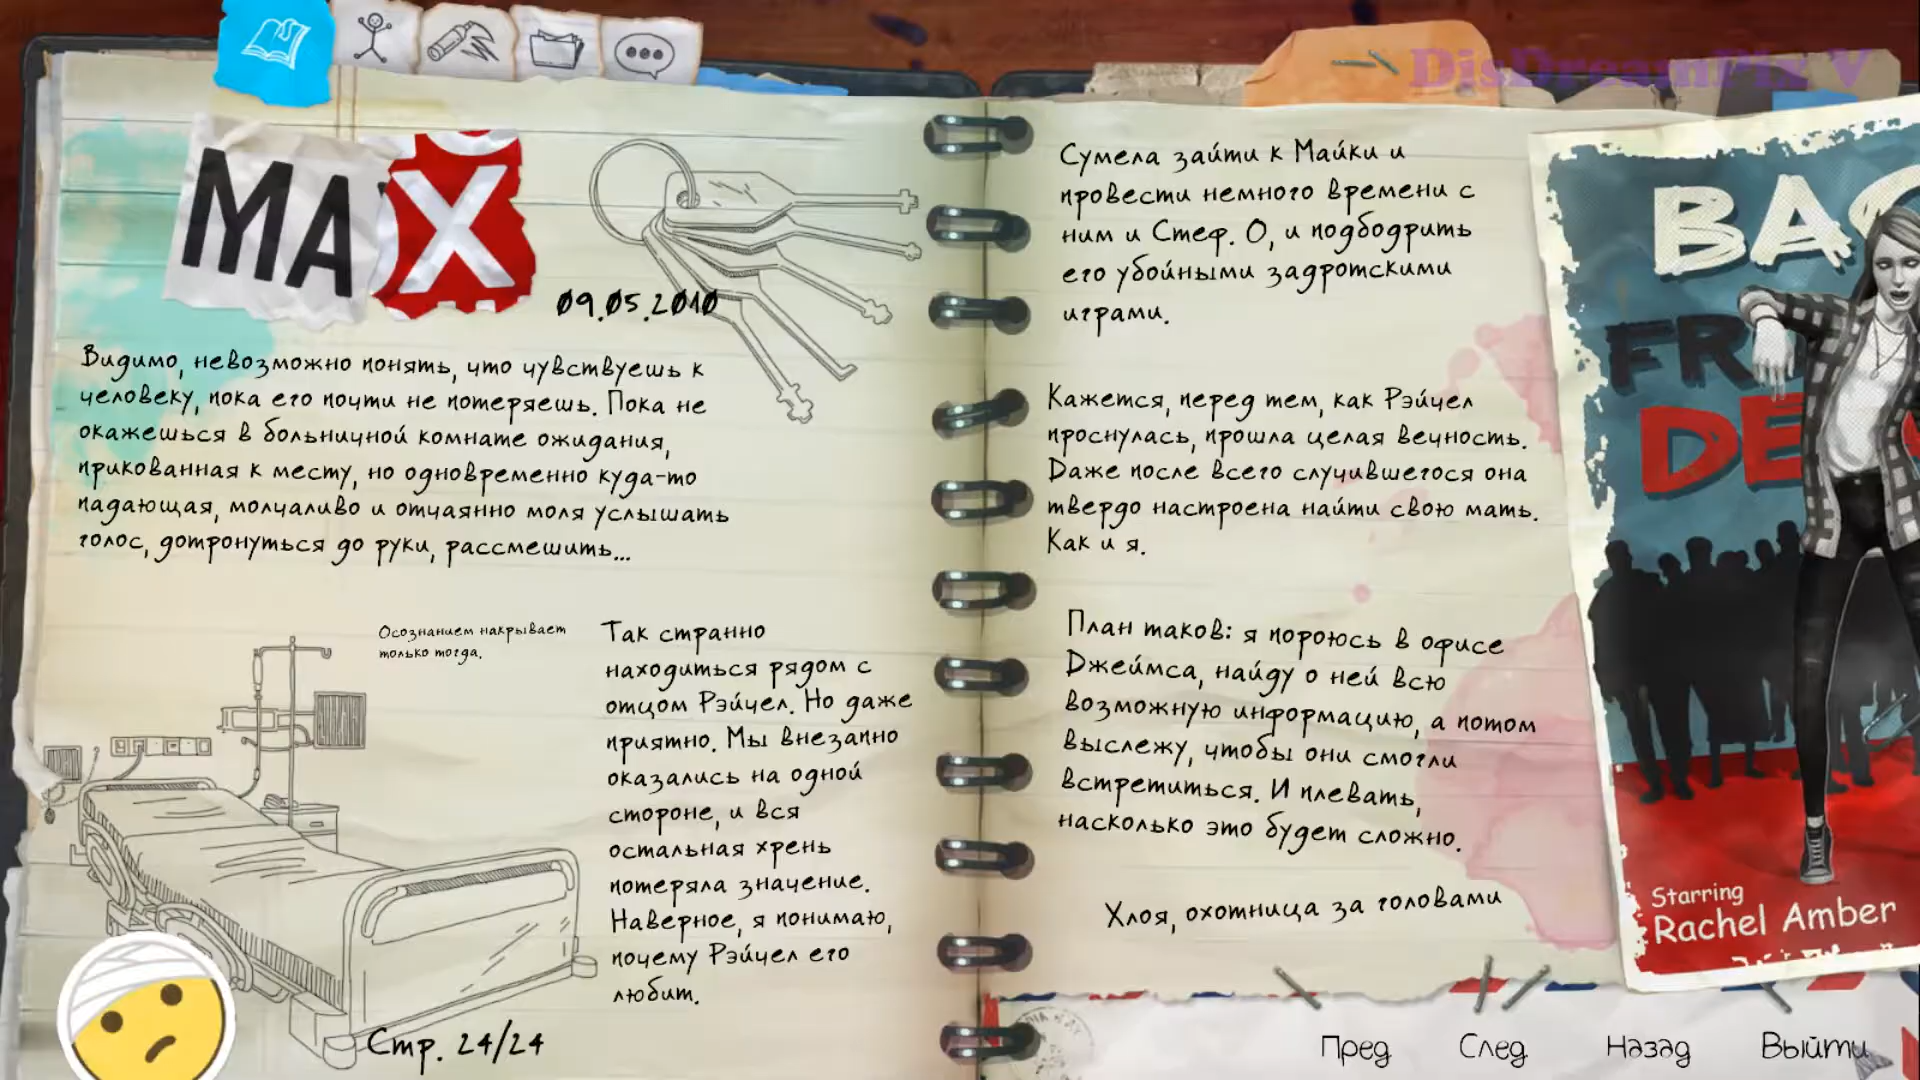 DjsDreamPix V
MAX
09.05.2010
Видимо, невозможно понять, что чувствуешь к
человеку, пока его почти не потеряешь. Пока не
окажешься в больничной комнате ожидания,
прикованная к месту, но одновременно куда-то
падающая, молчаливо и отчаянно моля услышать
голос, дотронуться до руки, рассмешить...
Осознанием накрывает
только тогда.
Так странно
находиться рядом с
отцом Рэйчел. Но даже
приятно. Мы внезапно
оказались на одной
стороне, и вся
остальная хрень
потеряла значение.
Наверное, я понимаю,
почему Рэйчел его
любит.
Стр. 24/24
Сумела зайти к Майки и
провести немного времени с
ним и Стеф. О, и подбодрить
его убойными задротскими
играми.
Кажется, перед тем, как Рэйчел
проснулась, прошла целая вечность.
Даже после всего случившегося она
твердо настроена найти свою мать.
Как и я.
План таков: я пороюсь в офисе
Джеймса, найду о ней всю
возможную информацию, а потом
выслежу, чтобы они смогли
встретиться. И плевать,
насколько это будет сложно.
Хлоя, охотница за головами
Starring
Rachel Amber
Пред След Назад Выйти